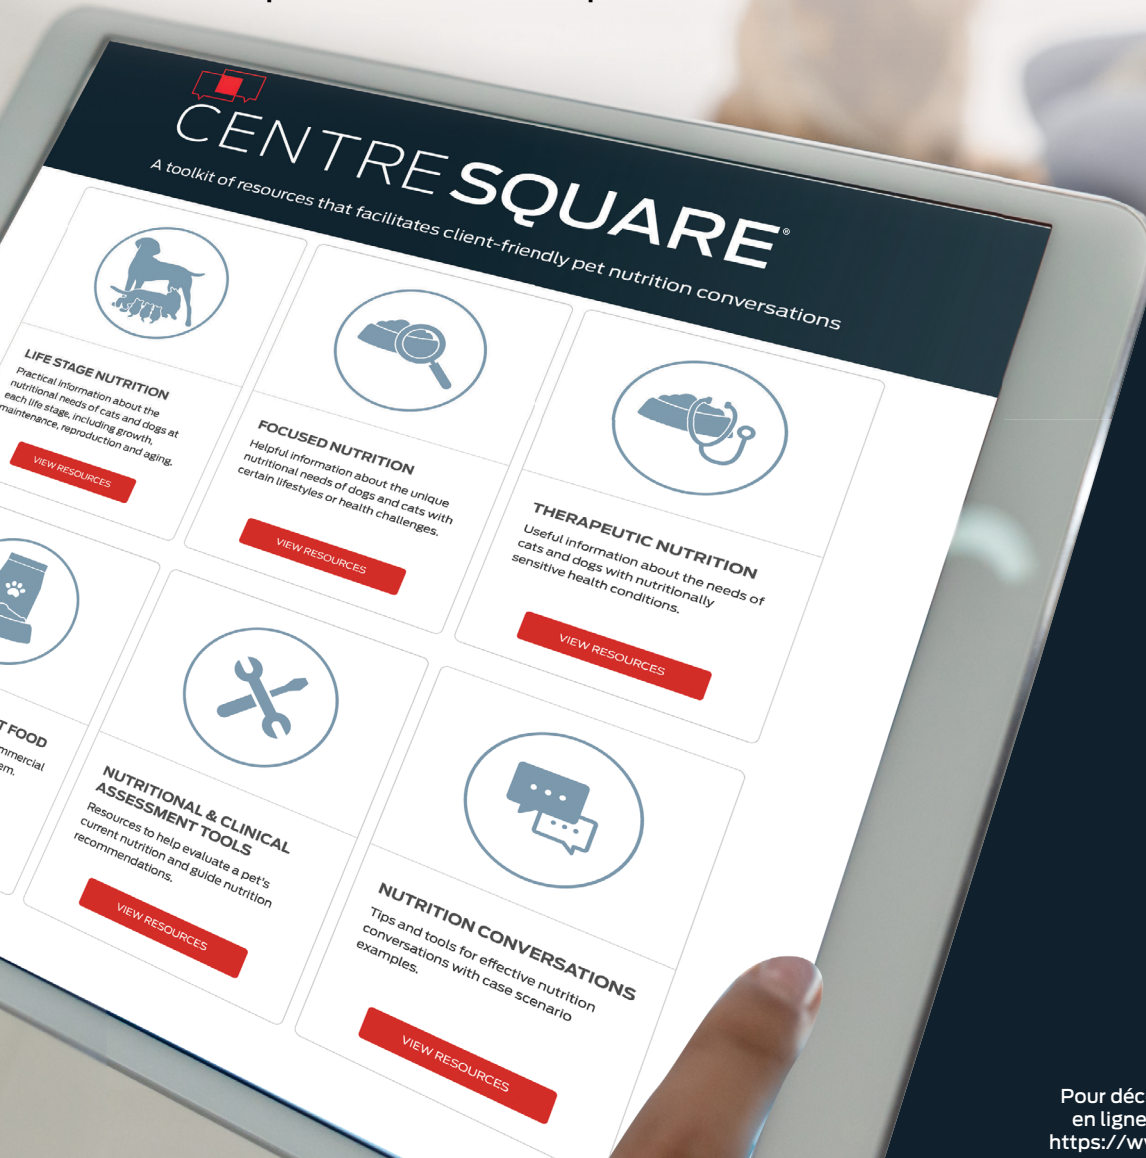 CENTRESQUARE®
A toolkit of resources that facilitates client-friendly pet nutrition conversations
LIFE STAGE NUTRITION
Practical information about the
nutritional needs of cats and dogs at
each life stage, including growth,
maintenance, reproduction and aging.
VIEW RESOURCES
FOCUSED NUTRITION
Helpful information about the unique
nutritional needs of dogs and cats with
certain lifestyles or health challenges.
VIEW RESOURCES
THERAPEUTIC NUTRITION
Useful information about the needs of
cats and dogs with nutritionally
sensitive health conditions.
VIEW RESOURCES
FOOD
NUTRITIONAL & CLINICAL
ASSESSMENT TOOLS
Resources to help evaluate a pet's
current nutrition and guide nutrition
recommendations.
VIEW RESOURCES
NUTRITION CONVERSATIONS
Tips and tools for effective nutrition
conversations with case scenario
examples.
VIEW RESOURCES
Pour
en ligne